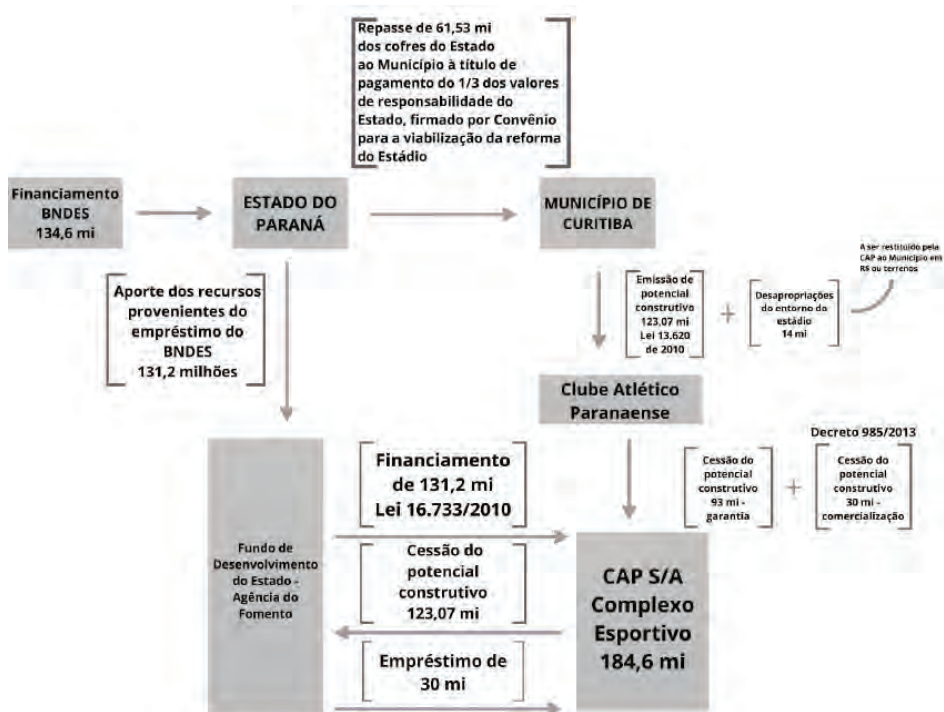 Repasse de 61,53 mi
dos cofres do Estado
ao Município à título de
pagamento do 1/3 dos valores
de responsabilidade do
Estado, firmado por Convênio
para a viabilização da reforma
do Estádio
Financiamento
BNDES
134,6 mi
ESTADO DO
PARANÁ
MUNICÍPIO DE
CURITIBA
A ser restituído pela
CAP ao Município em
R$ ou terrenos
Aporte dos recursos
provenientes do
empréstimo do
BNDES
131,2 milhões
Emissão de
potencial
construtivo
123,07 mi
Lei 13.620
de 2010
+
Desapropriações
do entorno do
estádio
14 mi
Clube Atlético
Paranaense
Decreto 985/2013
Cessão do
potencial
construtivo
93 mi -
garantia
+
Cessão do
potencial
construtivo
30 mi -
comercialização
Financiamento
de 131,2 mi
Lei 16.733/2010
Fundo de
Desenvolvimento
do Estado -
Agência do
Fomento
Cessão do
potencial
construtivo
123,07 mi
CAP S/A
Complexo
Esportivo
184,6 mi
Empréstimo de
30 mi